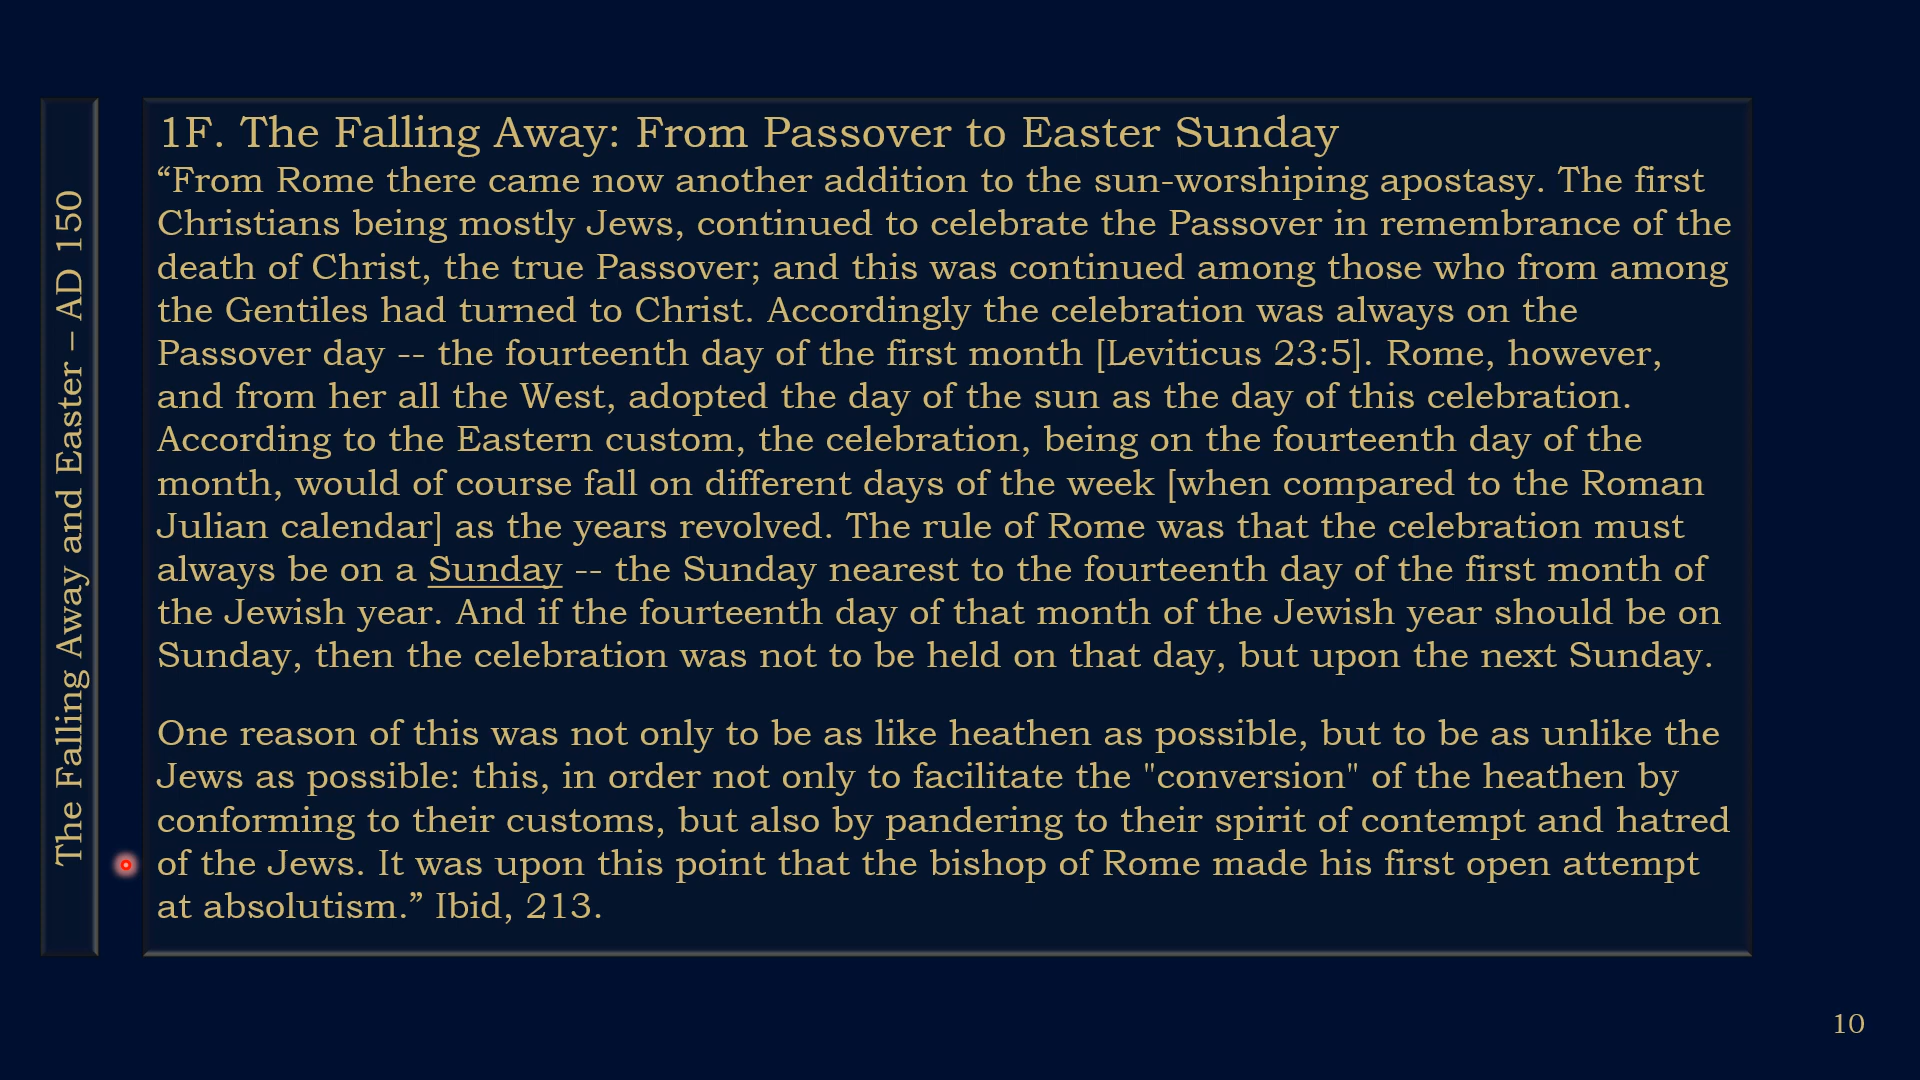 The Falling Away and Easter – AD 150
1F. The Falling Away: From Passover to Easter Sunday
“From Rome there came now another addition to the sun-worshiping apostasy. The first
Christians being mostly Jews, continued to celebrate the Passover in remembrance of the
death of Christ, the true Passover; and this was continued among those who from among
the Gentiles had turned to Christ. Accordingly the celebration was always on the
Passover day -- the fourteenth day of the first month [Leviticus 23:5]. Rome, however,
and from her all the West, adopted the day of the sun as the day of this celebration.
According to the Eastern custom, the celebration, being on the fourteenth day of the
month, would of course fall on different days of the week [when compared to the Roman
Julian calendar] as the years revolved. The rule of Rome was that the celebration must
always be on a Sunday -- the Sunday nearest to the fourteenth day of the first month of
the Jewish year. And if the fourteenth day of that month of the Jewish year should be on
Sunday, then the celebration was not to be held on that day, but upon the next Sunday.
One reason of this was not only to be as like heathen as possible, but to be as unlike the
Jews as possible: this, in order not only to facilitate the "conversion" of the heathen by
conforming to their customs, but also by pandering to their spirit of contempt and hatred
of the Jews. It was upon this point that the bishop of Rome made his first open attempt
at absolutism.” Ibid, 213.
10